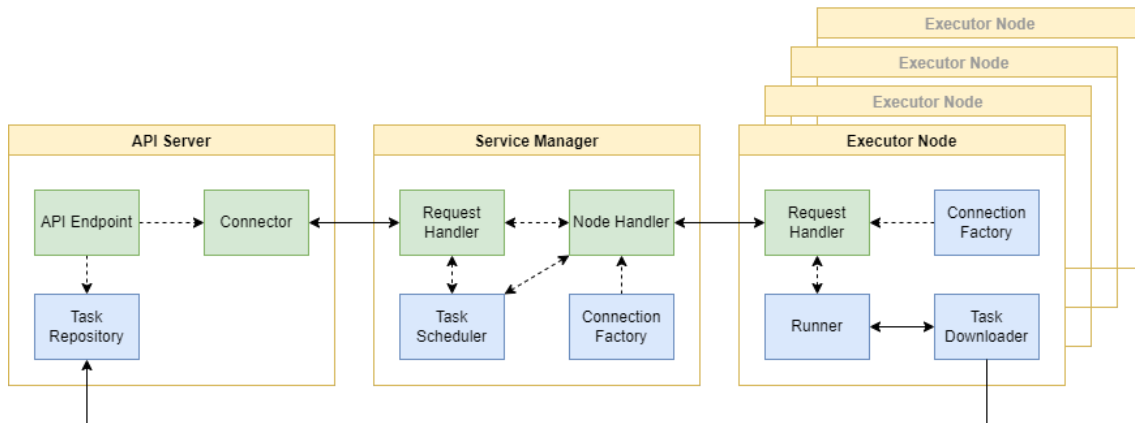 Executor Node
Executor Node
Executor Node
API Server
Service Manager
Executor Node
API Endpoint
Connector
Request
Handler
Node Handler
Request
Handler
Connection
Factory
Task
Repository
Task
Scheduler
Connection
Factory
Runner
Task
Downloader